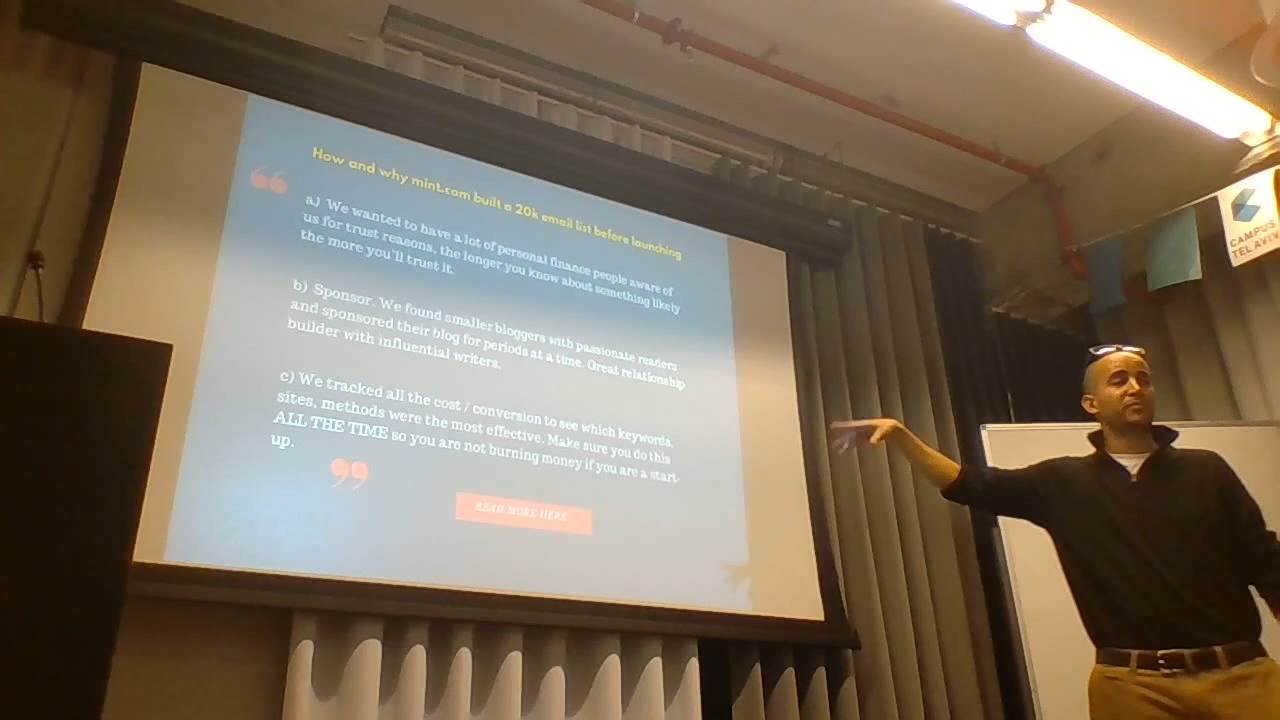 How and why mint.com built a 20k email list before launching
“
a) We wanted to have a lot of personal finance people aware of
us for trust reasons, the longer you know about something likely
the more you'll trust it.
b) Sponsor. We found smaller bloggers with passionate readers
and sponsored their blog for periods at a time. Great relationship
builder with influential writers.
c) We tracked all the cost / conversion to see which keywords,
sites, methods were the most effective. Make sure you do this
ALL THE TIME so you are not burning money if you are a start-
up.
”
READ MORE HERE
CAMPUS
TEL AVIV